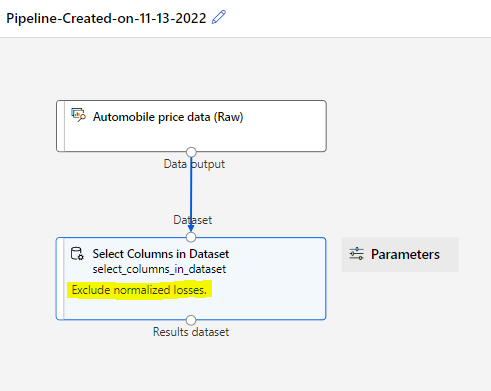 Pipeline-Created-on-11-13-2022
Automobile price data (Raw)
Data output
Dataset
Select Columns in Dataset
select_columns_in_dataset
Exclude normalized losses.
Parameters
Results dataset